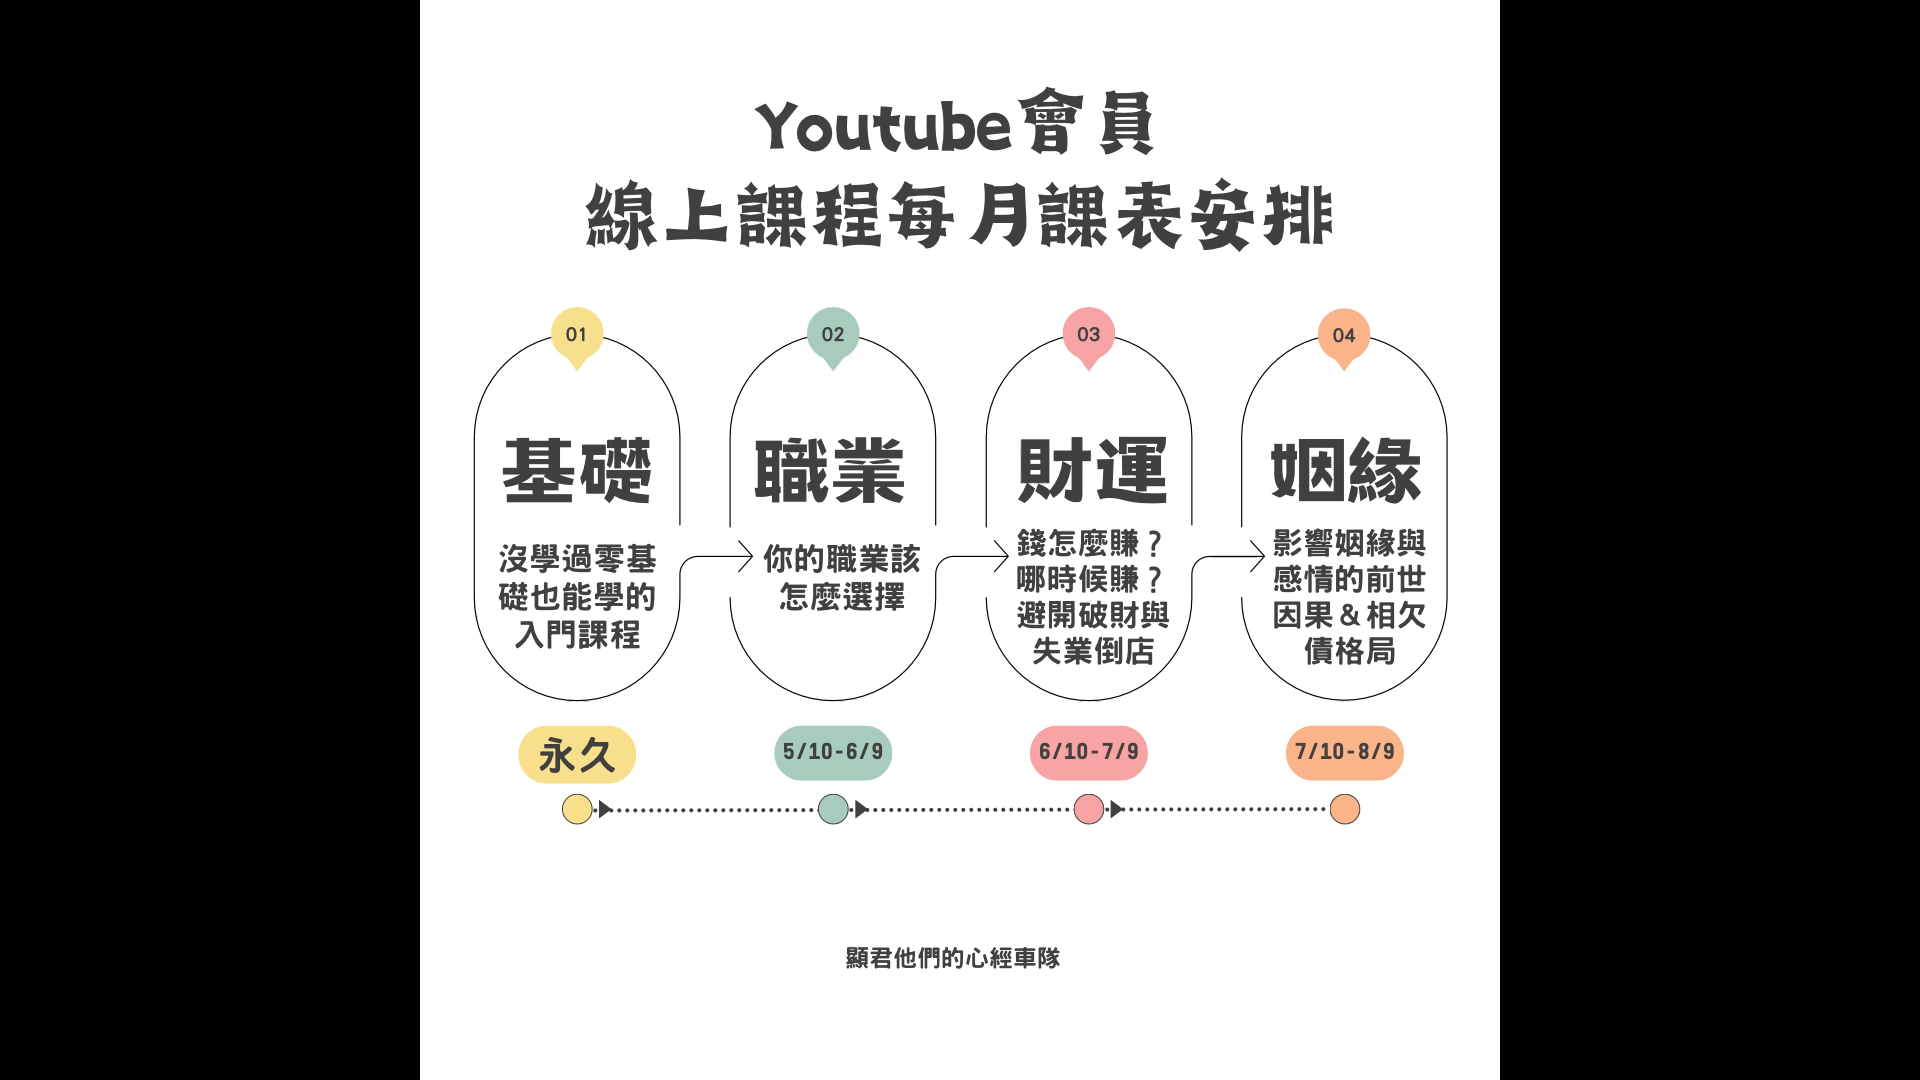 Youtube會員
線上課程每月課表安排
01
基礎
沒學過零基
礎也能學的
入門課程
永久
02
職業
你的職業該
怎麼選擇
5/10-6/9
03
財運
錢怎麼賺？
哪時候賺？
避開破財與
失業倒店
6/10-7/9
04
姻緣
影響姻緣與
感情的前世
因果＆相欠
債格局
7/10-8/9
顯君他們的心經車隊